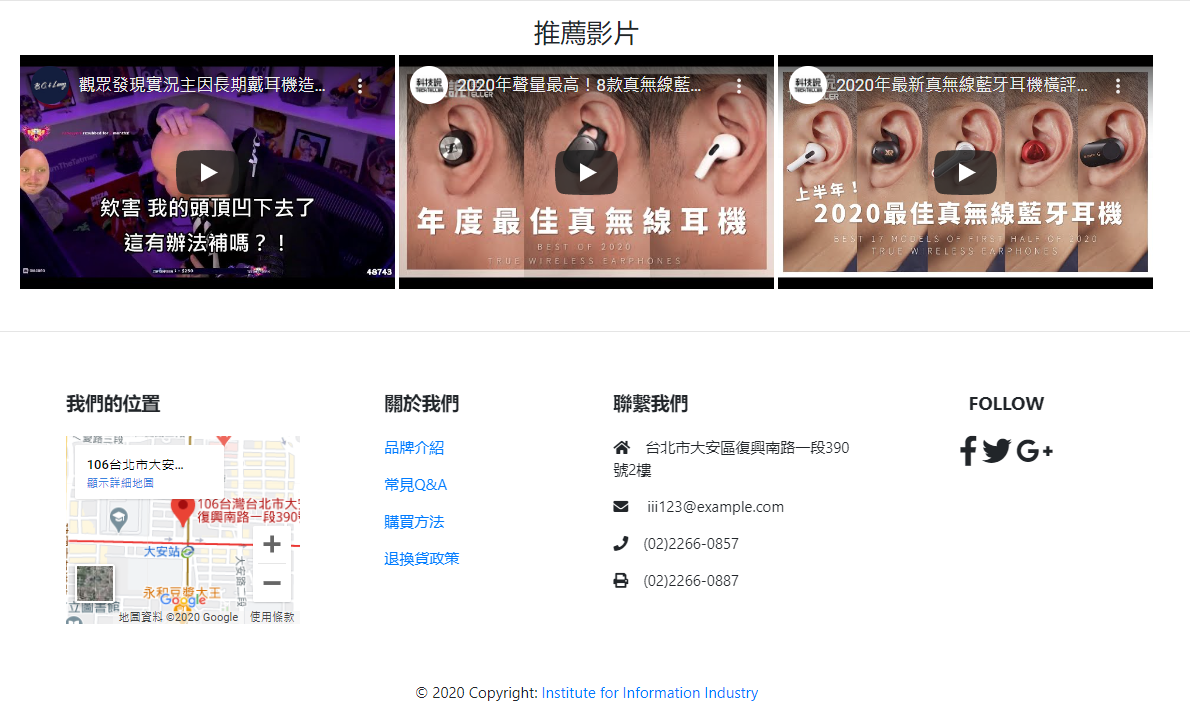 推薦影片
觀眾發現實況主因長期戴耳機造...
欸害 我的頭頂凹下去了
這有辦法補嗎？！
48743
科技說
TECHTELLER
2020年聲量最高！8款真無線藍...
年度最佳真無線耳機
BEST OF 2020
TRUE WIRELESS EARPHONES
科技說
TECHTELLER
2020年最新真無線藍牙耳機橫評...
上半年！
2020最佳真無線藍牙耳機
BEST 17 MODELS OF FIRST HALF OF 2020
TRUE WIRELESS EARPHONES
我們的位置
106台北市大安...
顯示詳細地圖
106台灣台北市大安
復興南路一段390號
大安站
大安路二段
永和豆漿大王
Google
立圖書館
地圖資料 ©2020 Google
使用條款
關於我們
品牌介紹
常見Q&A
購買方法
退換貨政策
聯繫我們
台北市大安區復興南路一段390
號2樓
iii123@example.com
(02)2266-0857
(02)2266-0887
FOLLOW
© 2020 Copyright: Institute for Information Industry